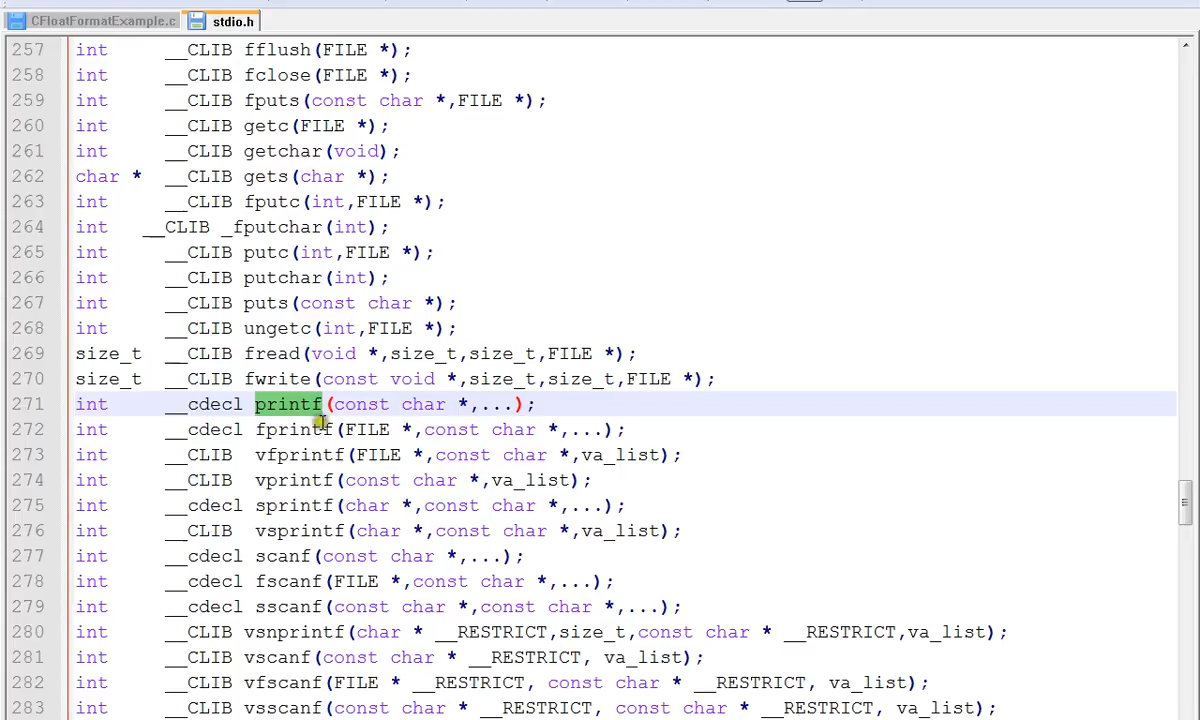 CFloatFormatExample.c stdio.h
257 int __CLIB fflush(FILE *);
258 int __CLIB fclose(FILE *);
259 int __CLIB fputs(const char *,FILE *);
260 int __CLIB getc(FILE *);
261 int __CLIB getchar(void);
262 char * __CLIB gets(char *);
263 int __CLIB fputc(int,FILE *);
264 int __CLIB _fputchar(int);
265 int __CLIB putc(int,FILE *);
266 int __CLIB putchar(int);
267 int __CLIB puts(const char *);
268 int __CLIB ungetc(int,FILE *);
269 size_t __CLIB fread(void *,size_t,size_t,FILE *);
270 size_t __CLIB fwrite(const void *,size_t,size_t,FILE *);
271 int __cdecl printf(const char *,...);
272 int __cdecl fprintf(FILE *,const char *,...);
273 int __CLIB vfprintf(FILE *,const char *,va_list);
274 int __CLIB vprintf(const char *,va_list);
275 int __cdecl sprintf(char *,const char *,...);
276 int __CLIB vsprintf(char *,const char *,va_list);
277 int __cdecl scanf(const char *,...);
278 int __cdecl fscanf(FILE *,const char *,...);
279 int __cdecl sscanf(const char *,const char *,...);
280 int __CLIB vsnprintf(char * __RESTRICT,size_t,const char * __RESTRICT,va_list);
281 int __CLIB vscanf(const char * __RESTRICT, va_list);
282 int __CLIB vfscanf(FILE * __RESTRICT, const char * __RESTRICT, va_list);
283 int __CLIB vsscanf(const char * __RESTRICT, const char * __RESTRICT, va_list);